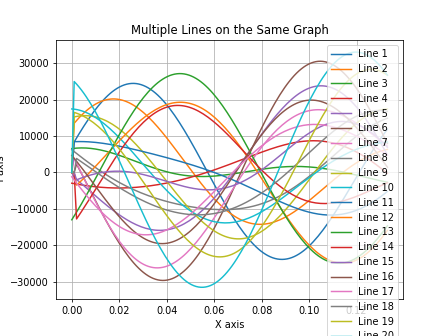 Multiple Lines on the Same Graph
30000
20000
10000
0
−10000
−20000
−30000
0.00
0.02
0.04
0.06
0.08
0.10
X axis
Line 1
Line 2
Line 3
Line 4
Line 5
Line 6
Line 7
Line 8
Line 9
Line 10
Line 11
Line 12
Line 13
Line 14
Line 15
Line 16
Line 17
Line 18
Line 19
Line 20